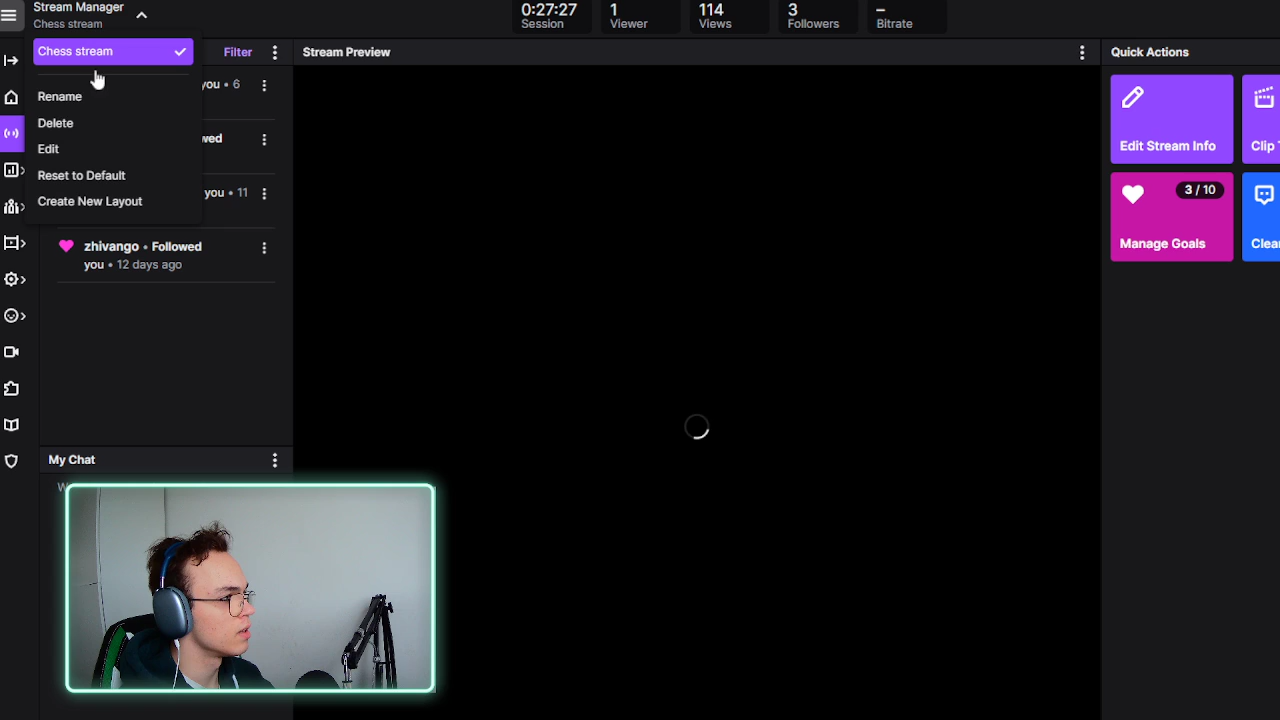 Stream Manager
Chess stream
0:27:27
Session
1
Viewer
114
Views
3
Followers
–
Bitrate
Chess stream
Rename
Delete
Edit
Reset to Default
Create New Layout
Filter
you • 6
you • 11
zhivango • Followed
you • 12 days ago
My Chat
Stream Preview
Quick Actions
Edit Stream Info
Clip
3 / 10
Manage Goals